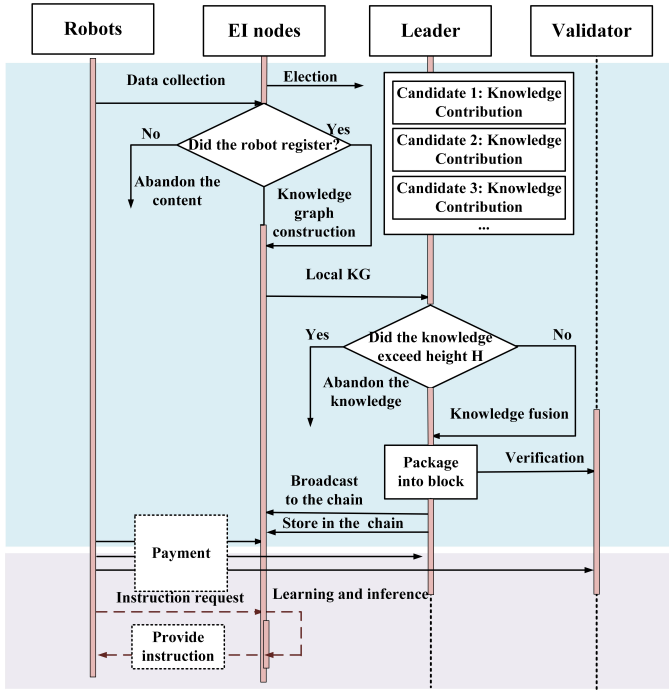 Robots
EI nodes
Leader
Validator
Data collection
Election
Candidate 1: Knowledge
Contribution
Candidate 2: Knowledge
Contribution
Candidate 3: Knowledge
Contribution
...
No
Yes
Did the robot register?
Abandon the
content
Knowledge
graph
construction
Local KG
Yes
No
Did the knowledge
exceed height H
Abandon the
knowledge
Knowledge fusion
Package
into block
Verification
Broadcast
to the chain
Store in the chain
Payment
Instruction request
Learning and inference
Provide
instruction